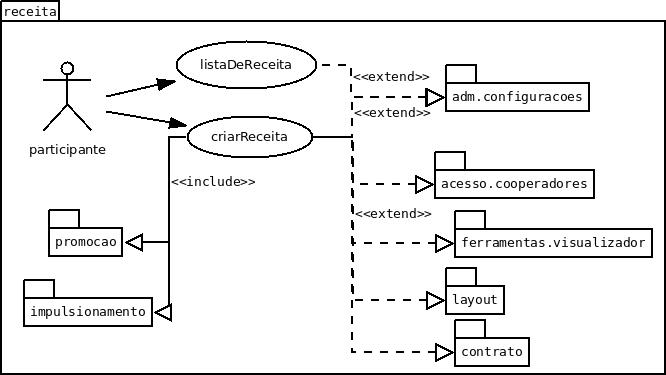 receita
listaDeReceita
<<extend>>
adm.configuracoes
<<extend>>
criarReceita
participante
<<include>>
acesso.cooperadores
<<extend>>
promocao
ferramentas.visualizador
impulsionamento
layout
contrato